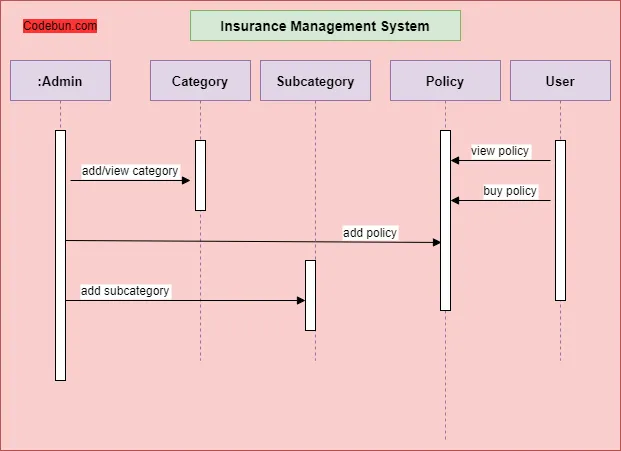 Codebun.com
Insurance Management System
:Admin
Category
Subcategory
Policy
User
view policy
add/view category
buy policy
add policy
add subcategory